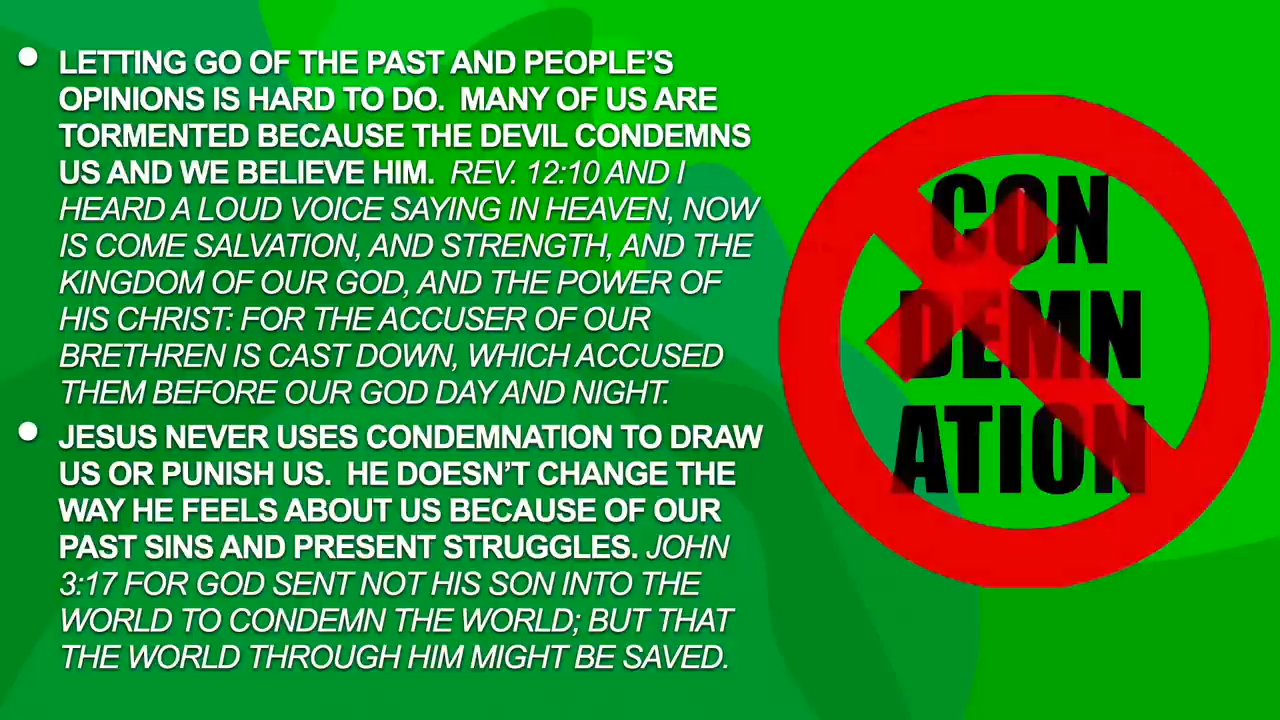 • LETTING GO OF THE PAST AND PEOPLE'S
OPINIONS IS HARD TO DO.  MANY OF US ARE
TORMENTED BECAUSE THE DEVIL CONDEMNS
US AND WE BELIEVE HIM.  REV. 12:10 AND I
HEARD A LOUD VOICE SAYING IN HEAVEN, NOW
IS COME SALVATION, AND STRENGTH, AND THE
KINGDOM OF OUR GOD, AND THE POWER OF
HIS CHRIST: FOR THE ACCUSER OF OUR
BRETHREN IS CAST DOWN, WHICH ACCUSED
THEM BEFORE OUR GOD DAY AND NIGHT.
• JESUS NEVER USES CONDEMNATION TO DRAW
US OR PUNISH US.  HE DOESN'T CHANGE THE
WAY HE FEELS ABOUT US BECAUSE OF OUR
PAST SINS AND PRESENT STRUGGLES. JOHN
3:17 FOR GOD SENT NOT HIS SON INTO THE
WORLD TO CONDEMN THE WORLD; BUT THAT
THE WORLD THROUGH HIM MIGHT BE SAVED.
CON
DEMN
ATION